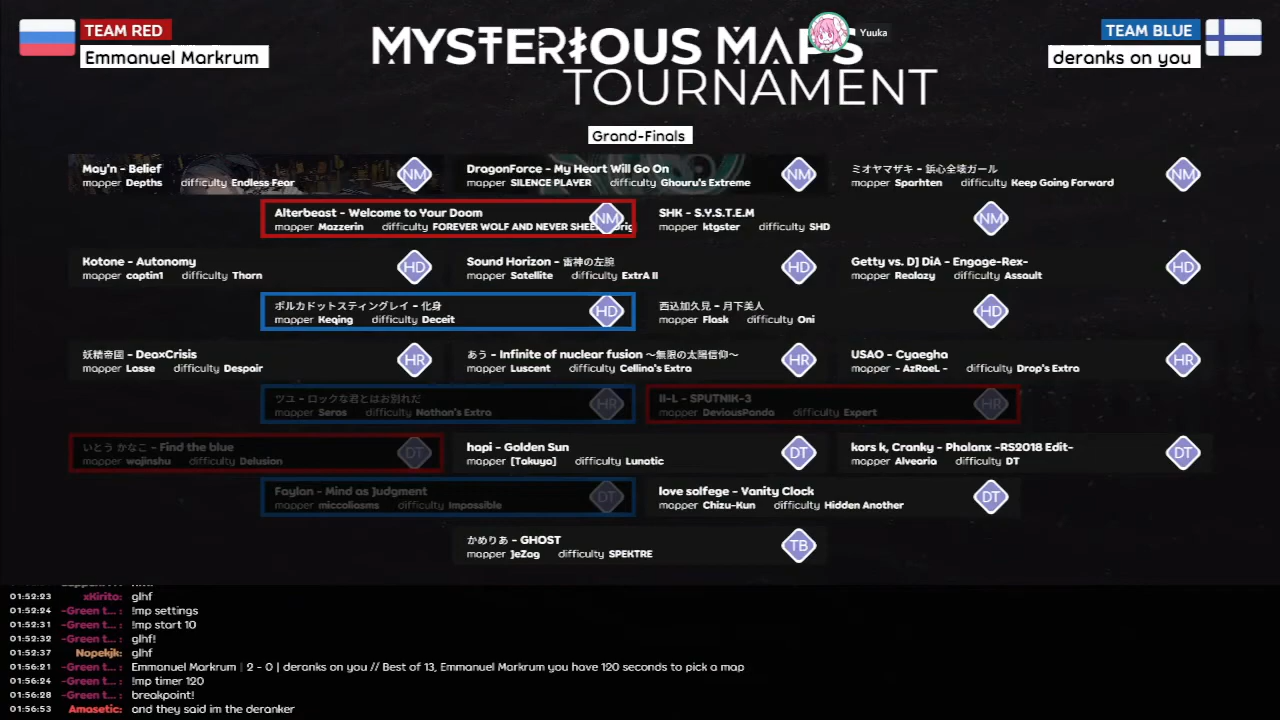 TEAM RED
Emmanuel Markrum
MYSTERIOUS MAPS
TOURNAMENT
Yuuka
TEAM BLUE
deranks on you
Grand-Finals
May'n - Belief
mapper Depths difficulty Endless Fear
NM
DragonForce - My Heart Will Go On
mapper SILENCE PLAYER difficulty Ghouru's Extreme
NM
ミオヤマザキ - 鋲心全壊ガール
mapper Sparhten difficulty Keep Going Forward
NM
Alterbeast - Welcome to Your Doom
mapper Mazzerin difficulty FOREVER WOLF AND NEVER SHEEP
NM
SHK - S.Y.S.T.E.M
mapper ktgster difficulty SHD
NM
Kotone - Autonomy
mapper captin1 difficulty Thorn
HD
Sound Horizon - 雷神の左腕
mapper Satellite difficulty ExtrA II
HD
Getty vs. DJ DiA - Engage-Rex-
mapper Realazy difficulty Assault
HD
ポルカドットスティングレイ - 化身
mapper Keqing difficulty Deceit
HD
西込加久見 - 月下美人
mapper Flask difficulty Oni
HD
妖精帝國 - DeaxCrisis
mapper Lasse difficulty Despair
HR
あう - Infinite of nuclear fusion 〜無限の太陽信仰〜
mapper Luscent difficulty Cellina's Extra
HR
USAO - Cyaegha
mapper - AzRaeL - difficulty Drop's Extra
HR
ツユ - ロックな君とはお別れだ
mapper Seros difficulty Nathan's Extra
HR
II-L - SPUTNIK-3
mapper DeviousPanda difficulty Expert
HR
いとう かなこ - Find the blue
mapper wajinshu difficulty Delusion
DT
hapi - Golden Sun
mapper [Takuya] difficulty Lunatic
DT
kors k, Cranky - Phalanx -RS2018 Edit-
mapper Alvearia difficulty DT
DT
Faylan - Mind as Judgment
mapper miccoliasms difficulty Impossible
DT
love solfege - Vanity Clock
mapper Chizu-Kun difficulty Hidden Another
DT
かめりあ - GHOST
mapper JeZag difficulty SPEKTRE
TB
01:52:23 xKirito: glhf
01:52:24 -Green t... : !mp settings
01:52:31 -Green t... : !mp start 10
01:52:32 -Green t... : glhf!
01:52:37 Nopekjk: glhf
01:56:21 -Green t... : Emmanuel Markrum | 2 - 0 | deranks on you // Best of 13, Emmanuel Markrum you have 120 seconds to pick a map
01:56:24 -Green t... : !mp timer 120
01:56:28 -Green t... : breakpoint!
01:56:53 Amasetic: and they said im the deranker